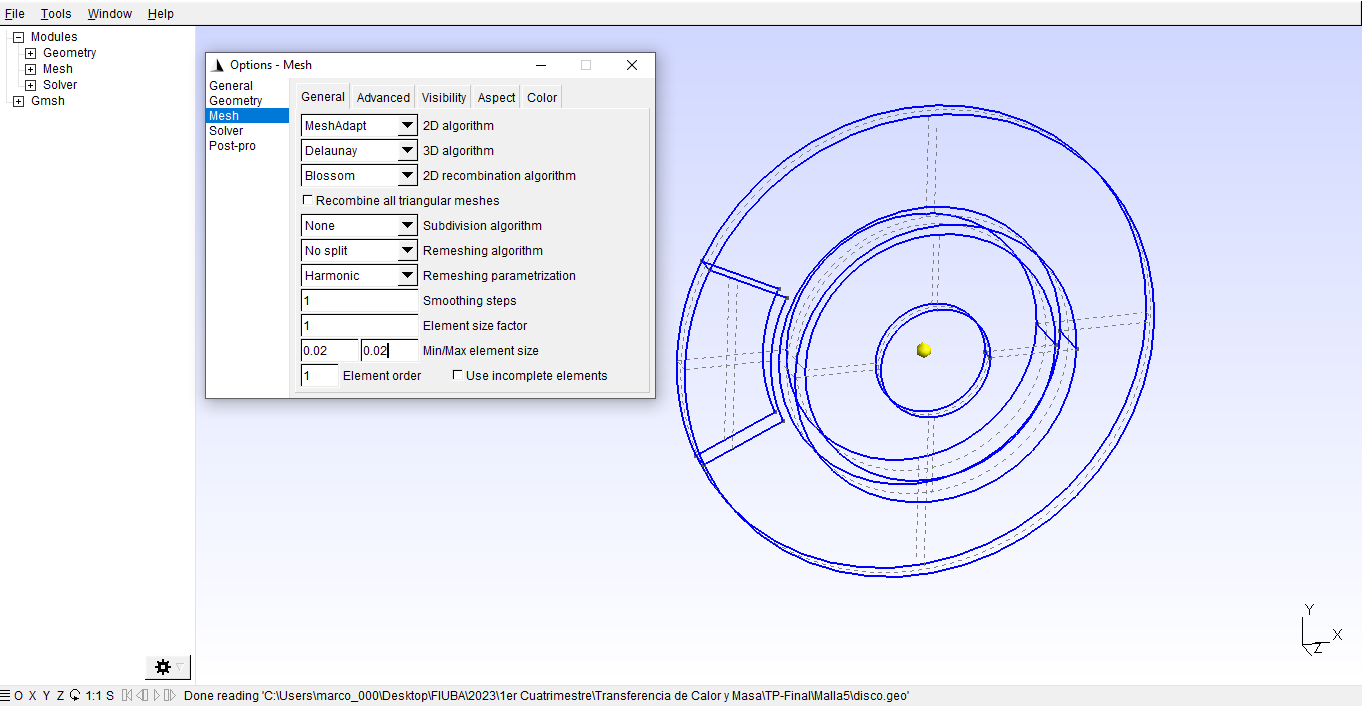 File Tools Window Help
Modules
Geometry
Mesh
Solver
Gmsh
Options - Mesh
General
Geometry
Mesh
Solver
Post-pro
General Advanced Visibility Aspect Color
MeshAdapt 2D algorithm
Delaunay 3D algorithm
Blossom 2D recombination algorithm
Recombine all triangular meshes
None Subdivision algorithm
No split Remeshing algorithm
Harmonic Remeshing parametrization
1 Smoothing steps
1 Element size factor
0.02 0.02 Min/Max element size
1 Element order Use incomplete elements
Y
X
Z
O X Y Z 1:1 S Done reading 'C:\Users\marco_000\Desktop\FIUBA\2023\1er Cuatrimestre\Transferencia de Calor y Masa\TP-Final\Malla5\disco.geo'